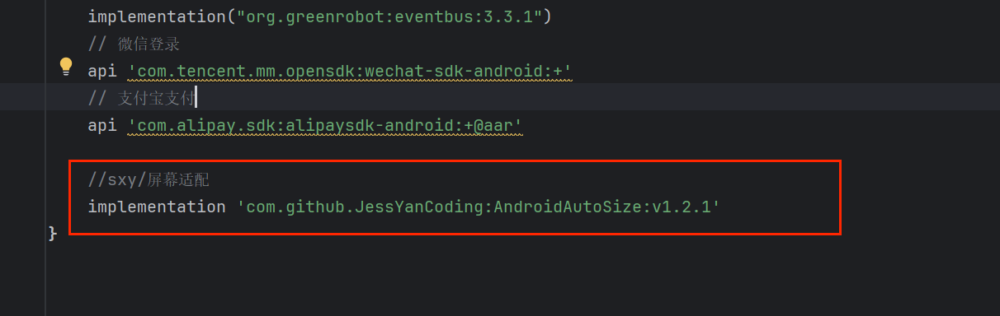 implementation("org.greenrobot:eventbus:3.3.1")
// 微信登录
api 'com.tencent.mm.opensdk:wechat-sdk-android:+'
// 支付宝支付
api 'com.alipay.sdk:alipaysdk-android:+@aar'
//sxy/屏幕适配
implementation 'com.github.JessYanCoding:AndroidAutoSize:v1.2.1'
}